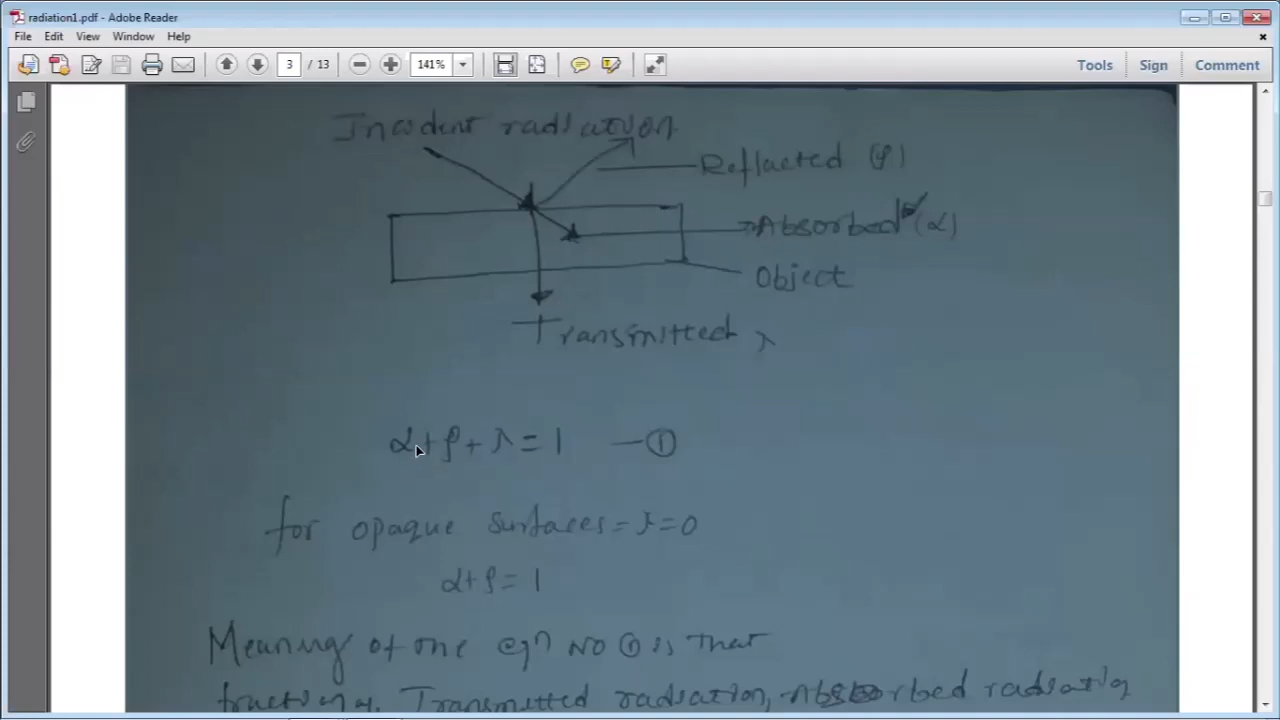 radiation1.pdf - Adobe Reader
File Edit View Window Help
3 / 13 141% Tools Sign Comment
Incident radiation
Reflacted (ρ)
Absorbed (α)
Object
Transmitted λ
α+ρ+λ=1 —①
for opaque surfaces = λ=0
α+ρ=1
Meaning of one eqn NO ① is that
Transmitted radiation, Absorbed radiation